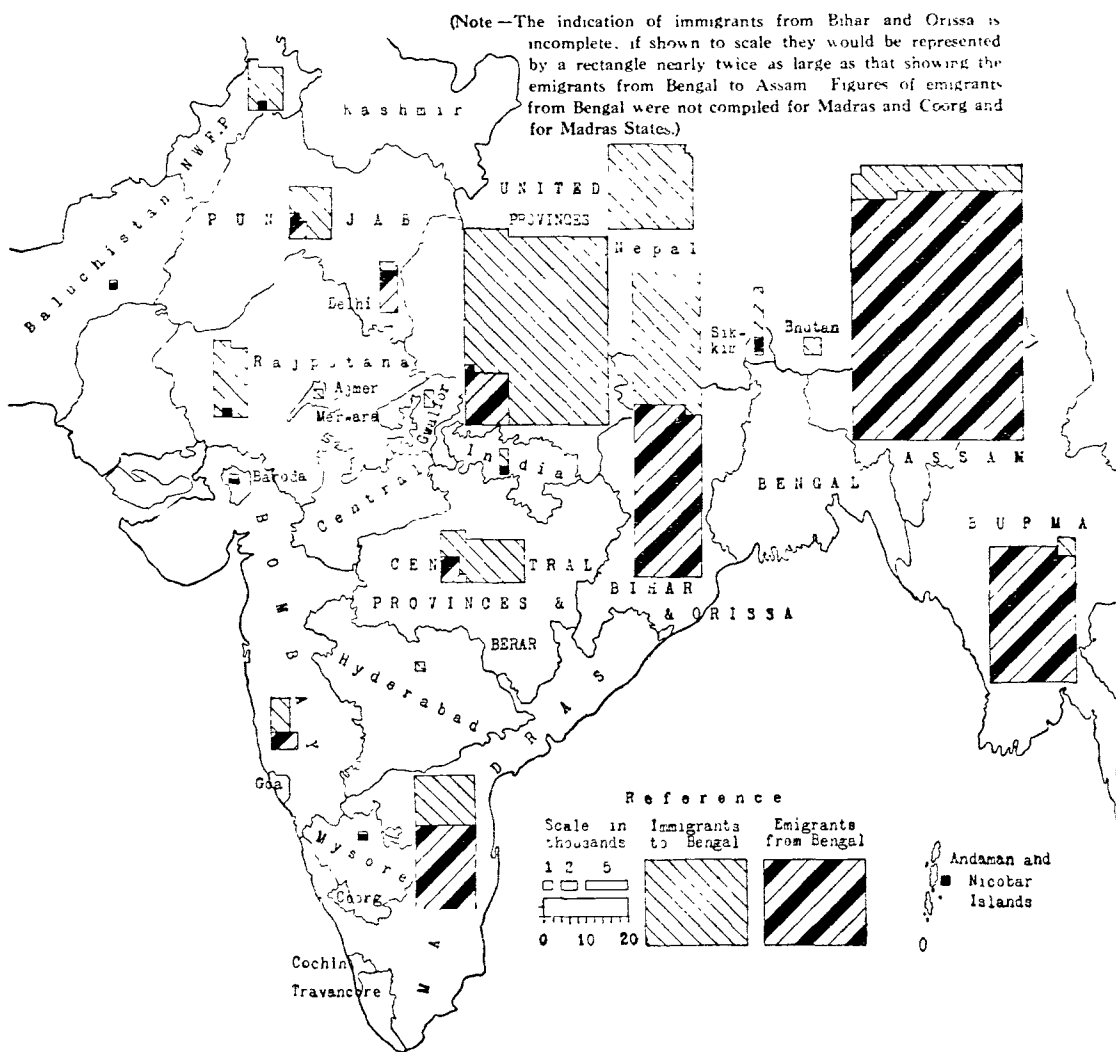 (Note—The indication of immigrants from Bihar and Orissa is
incomplete, if shown to scale they would be represented
by a rectangle nearly twice as large as that showing the
emigrants from Bengal to Assam Figures of emigrants
from Bengal were not compiled for Madras and Coorg and
for Madras States.)
Kashmir
N W F. P
Baluchistan
PUNJAB
UNITED
PROVINCES
Nepal
Delhi
Sik-
kim
Bhutan
Rajputana
Ajmer
Merwara
Gwalior
Central India
Baroda
BENGAL
ASSAM
BURMA
BOMBAY
CENTRAL
PROVINCES &
BERAR
BIHAR
& ORISSA
Hyderabad
Goa
Mysore
Coorg
MADRAS
Cochin
Travancore
Reference
Scale in
thousands
Immigrants
to Bengal
Emigrants
from Bengal
1 2 5
0 10 20
Andaman and
Nicobar
Islands